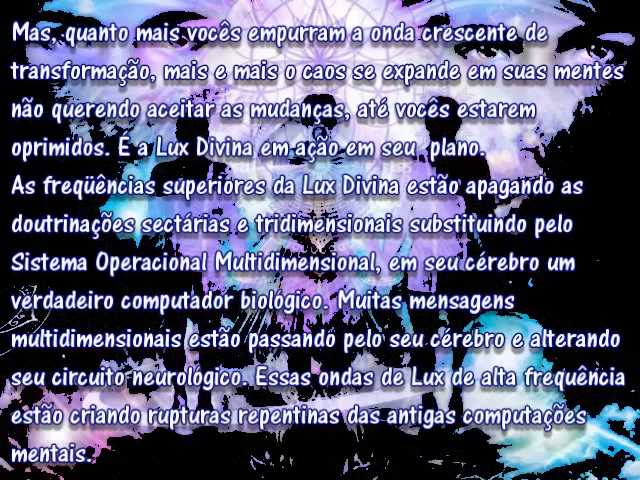 Mas, quanto mais vocês empurram a onda crescente de
transformação, mais e mais o caos se expande em suas mentes
não querendo aceitar as mudanças, até vocês estarem
oprimidos. É a Lux Divina em ação em seu plano.
As freqüências superiores da Lux Divina estão apagando as
doutrinações sectárias e tridimensionais substituindo pelo
Sistema Operacional Multidimensional, em seu cérebro um
verdadeiro computador biológico. Muitas mensagens
multidimensionais estão passando pelo seu cérebro e alterando
seu circuito neurológico. Essas ondas de Lux de alta frequência
estão criando rupturas repentinas das antigas computações
mentais.